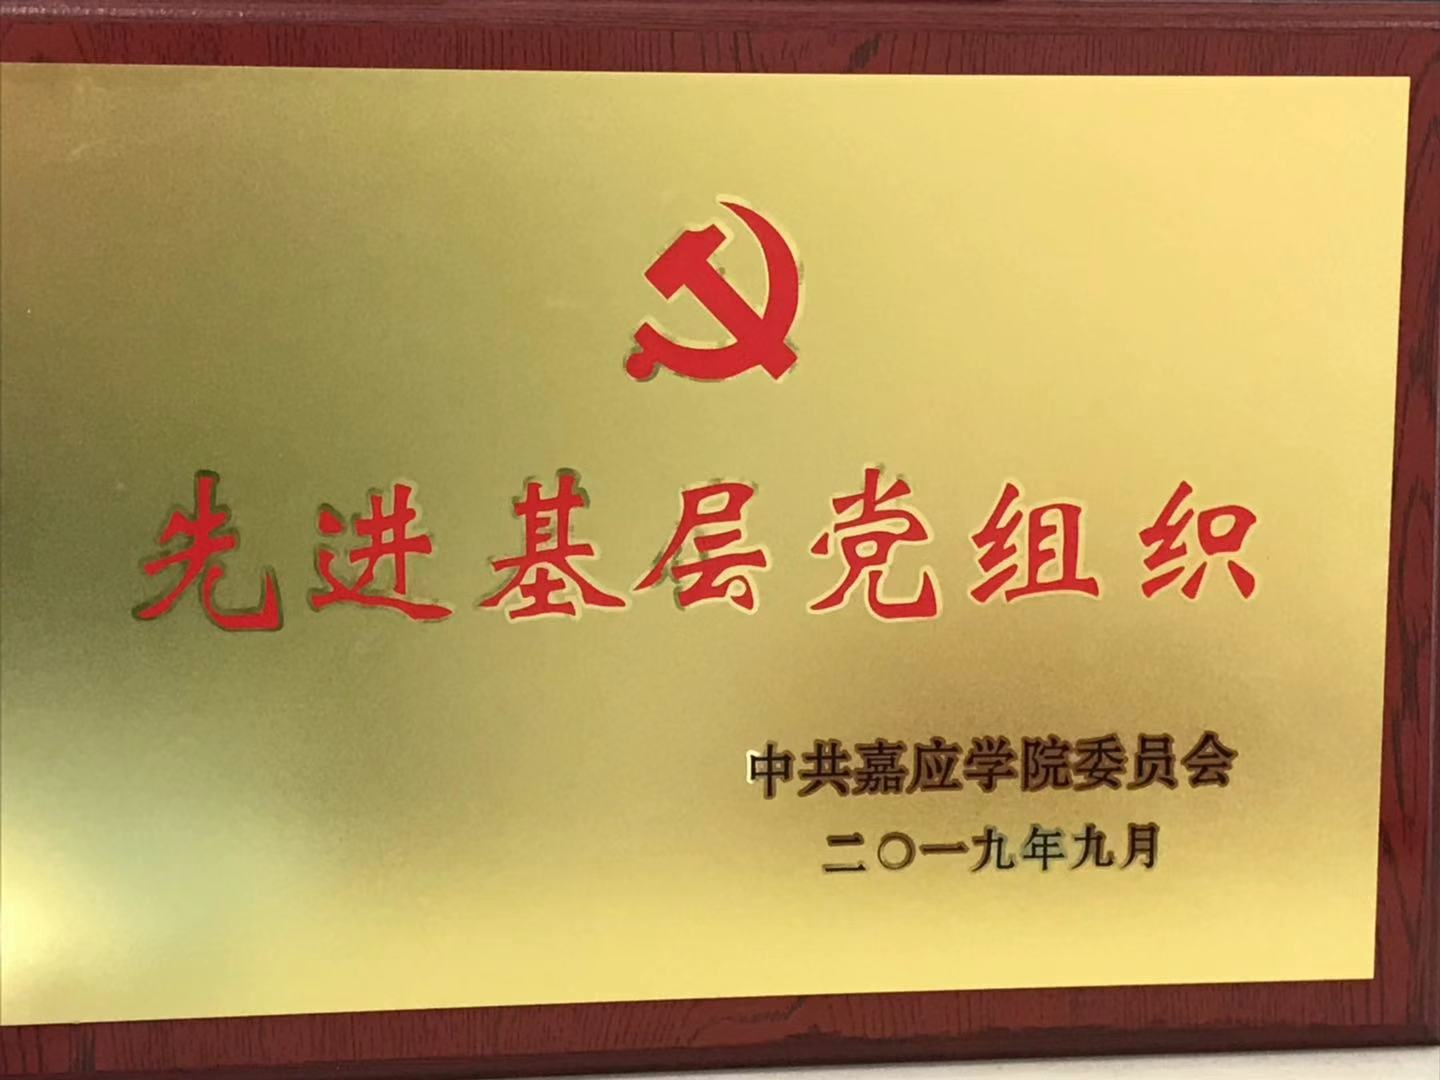 先进基层党组织
中共嘉应学院委员会
二〇一九年九月